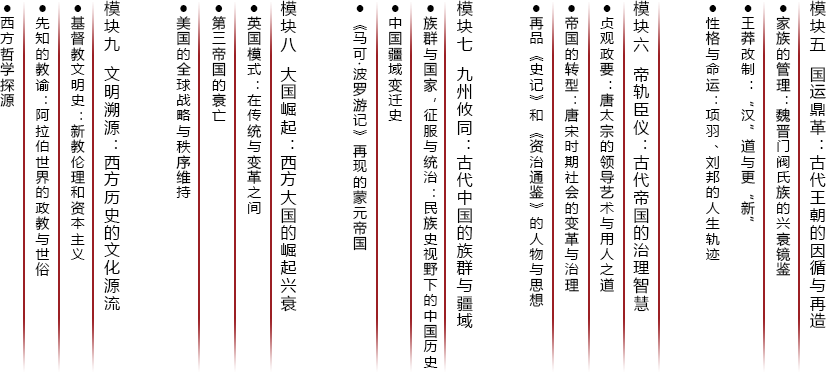 模块五 国运鼎革：古代王朝的因循与再造
● 家族的管理：魏晋门阀氏族的兴衰镜鉴
● 王莽改制：“汉”道与更“新”
● 性格与命运：项羽、刘邦的人生轨迹
模块六 帝轨臣仪：古代帝国的治理智慧
● 贞观政要：唐太宗的领导艺术与用人之道
● 帝国的转型：唐宋时期社会的变革与治理
● 再品《史记》和《资治通鉴》的人物与思想
模块七 九州攸同：古代中国的族群与疆域
● 族群与国家，征服与统治：民族史视野下的中国历史
● 中国疆域变迁史
● 《马可·波罗游记》再现的蒙元帝国
模块八 大国崛起：西方大国的崛起兴衰
● 英国模式：在传统与变革之间
● 第三帝国的衰亡
● 美国的全球战略与秩序维持
模块九 文明溯源：西方历史的文化源流
● 基督教文明史：新教伦理和资本主义
● 先知的教谕：阿拉伯世界的政教与世俗
● 西方哲学探源